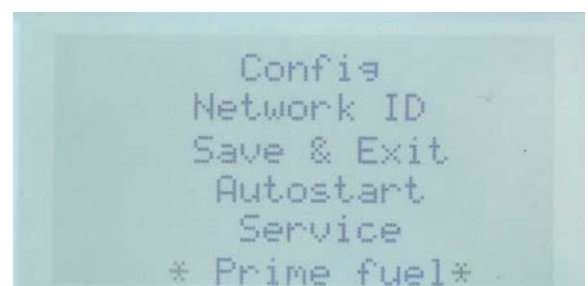 Config
Network ID
Save & Exit
Autostart
Service
* Prime fuel*